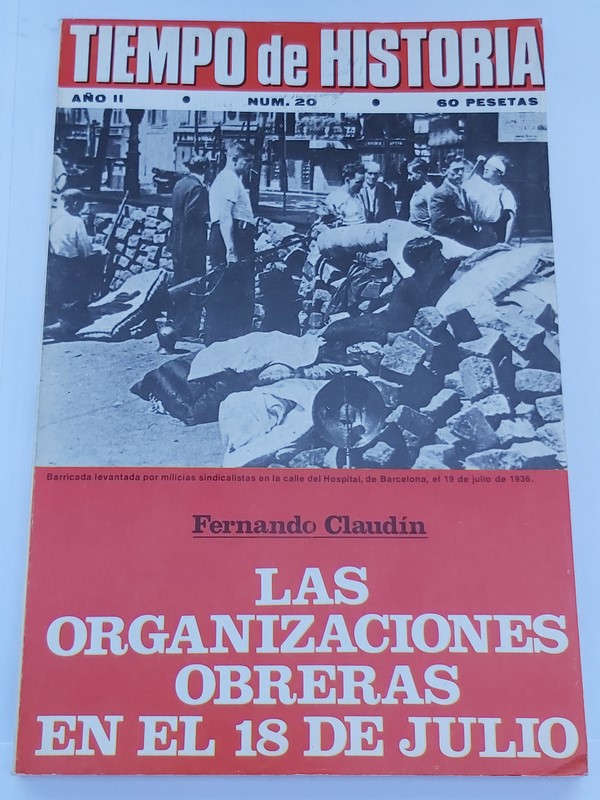 TIEMPO de HISTORIA
AÑO II • NUM. 20 • 60 PESETAS
Barricada levantada por milicias sindicalistas en la calle del Hospital, de Barcelona, el 19 de julio de 1936.
Fernando Claudín
LAS
ORGANIZACIONES
OBRERAS
EN EL 18 DE JULIO